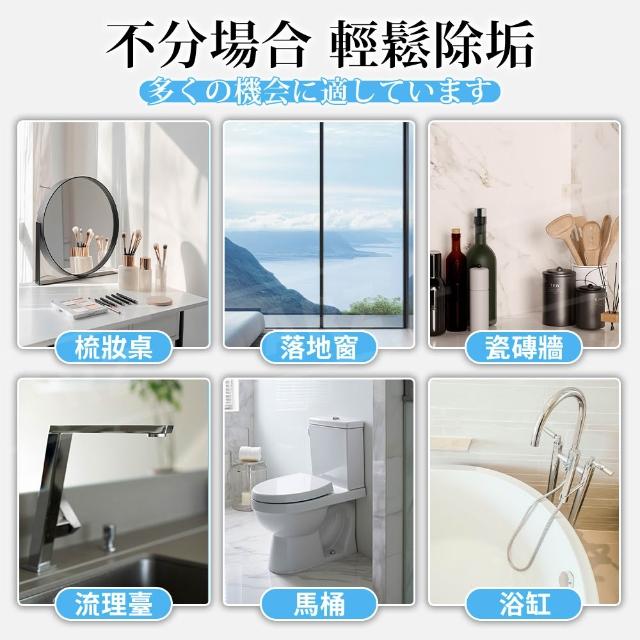 不分場合 輕鬆除垢
多くの機会に適しています
梳妝桌
落地窗
瓷磚牆
流理臺
馬桶
浴缸